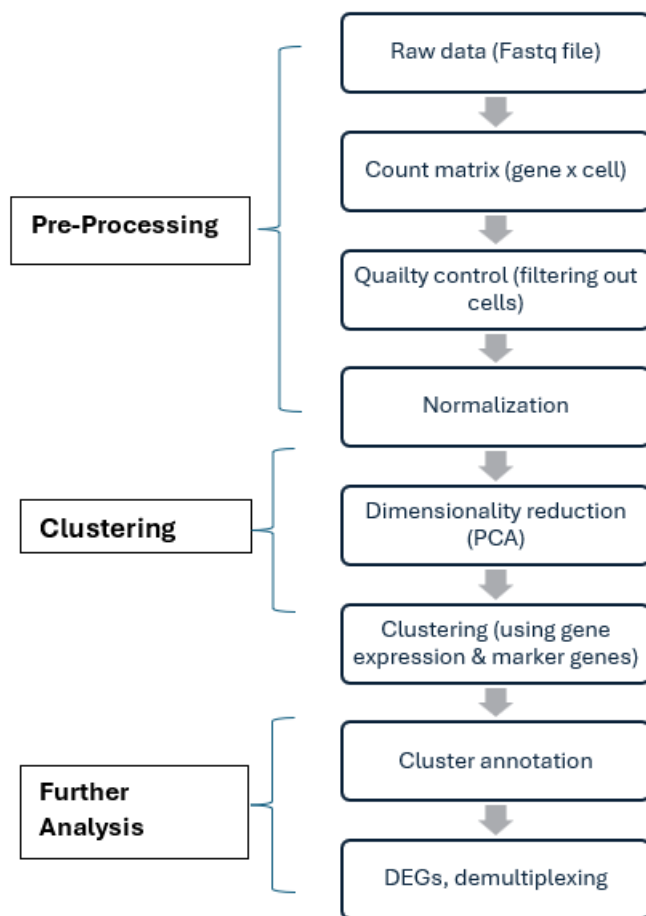 Raw data (Fastq file)
Count matrix (gene x cell)
Pre-Processing
Quailty control (filtering out
cells)
Normalization
Dimensionality reduction
(PCA)
Clustering
Clustering (using gene
expression & marker genes)
Cluster annotation
Further
Analysis
DEGs, demultiplexing